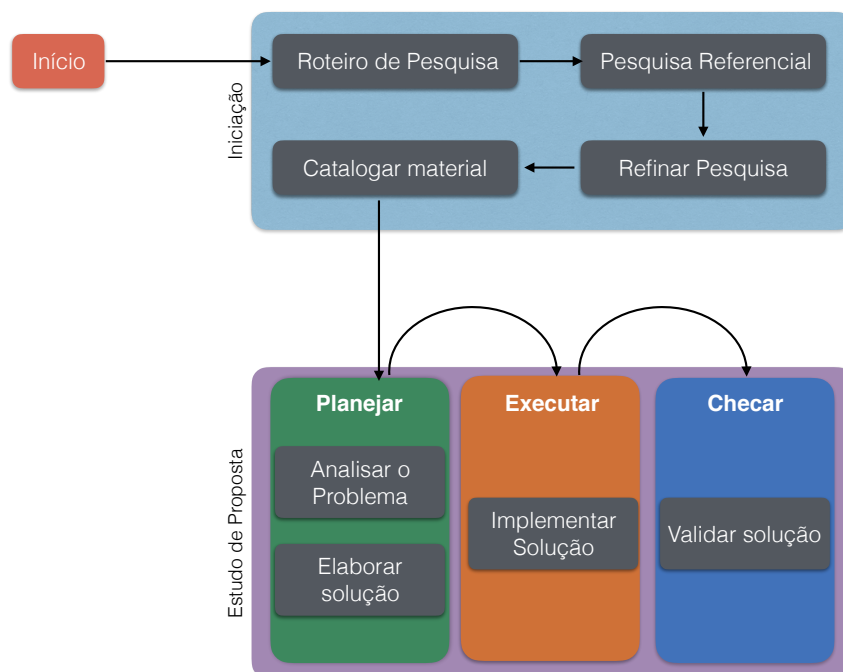 Início
Roteiro de Pesquisa
Pesquisa Referencial
Iniciação
Catalogar material
Refinar Pesquisa
Estudo de Proposta
Planejar
Analisar o
Problema
Elaborar
solução
Executar
Implementar
Solução
Checar
Validar solução